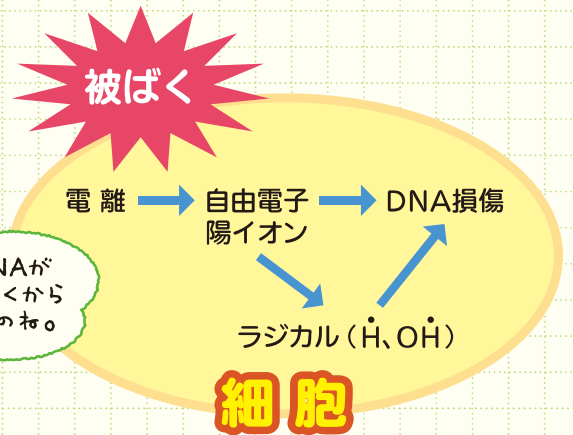 被ばく
電離 → 自由電子 → DNA損傷
陽イオン
NAが
くから
のね。
ラジカル（Ḣ、OḢ）
細胞